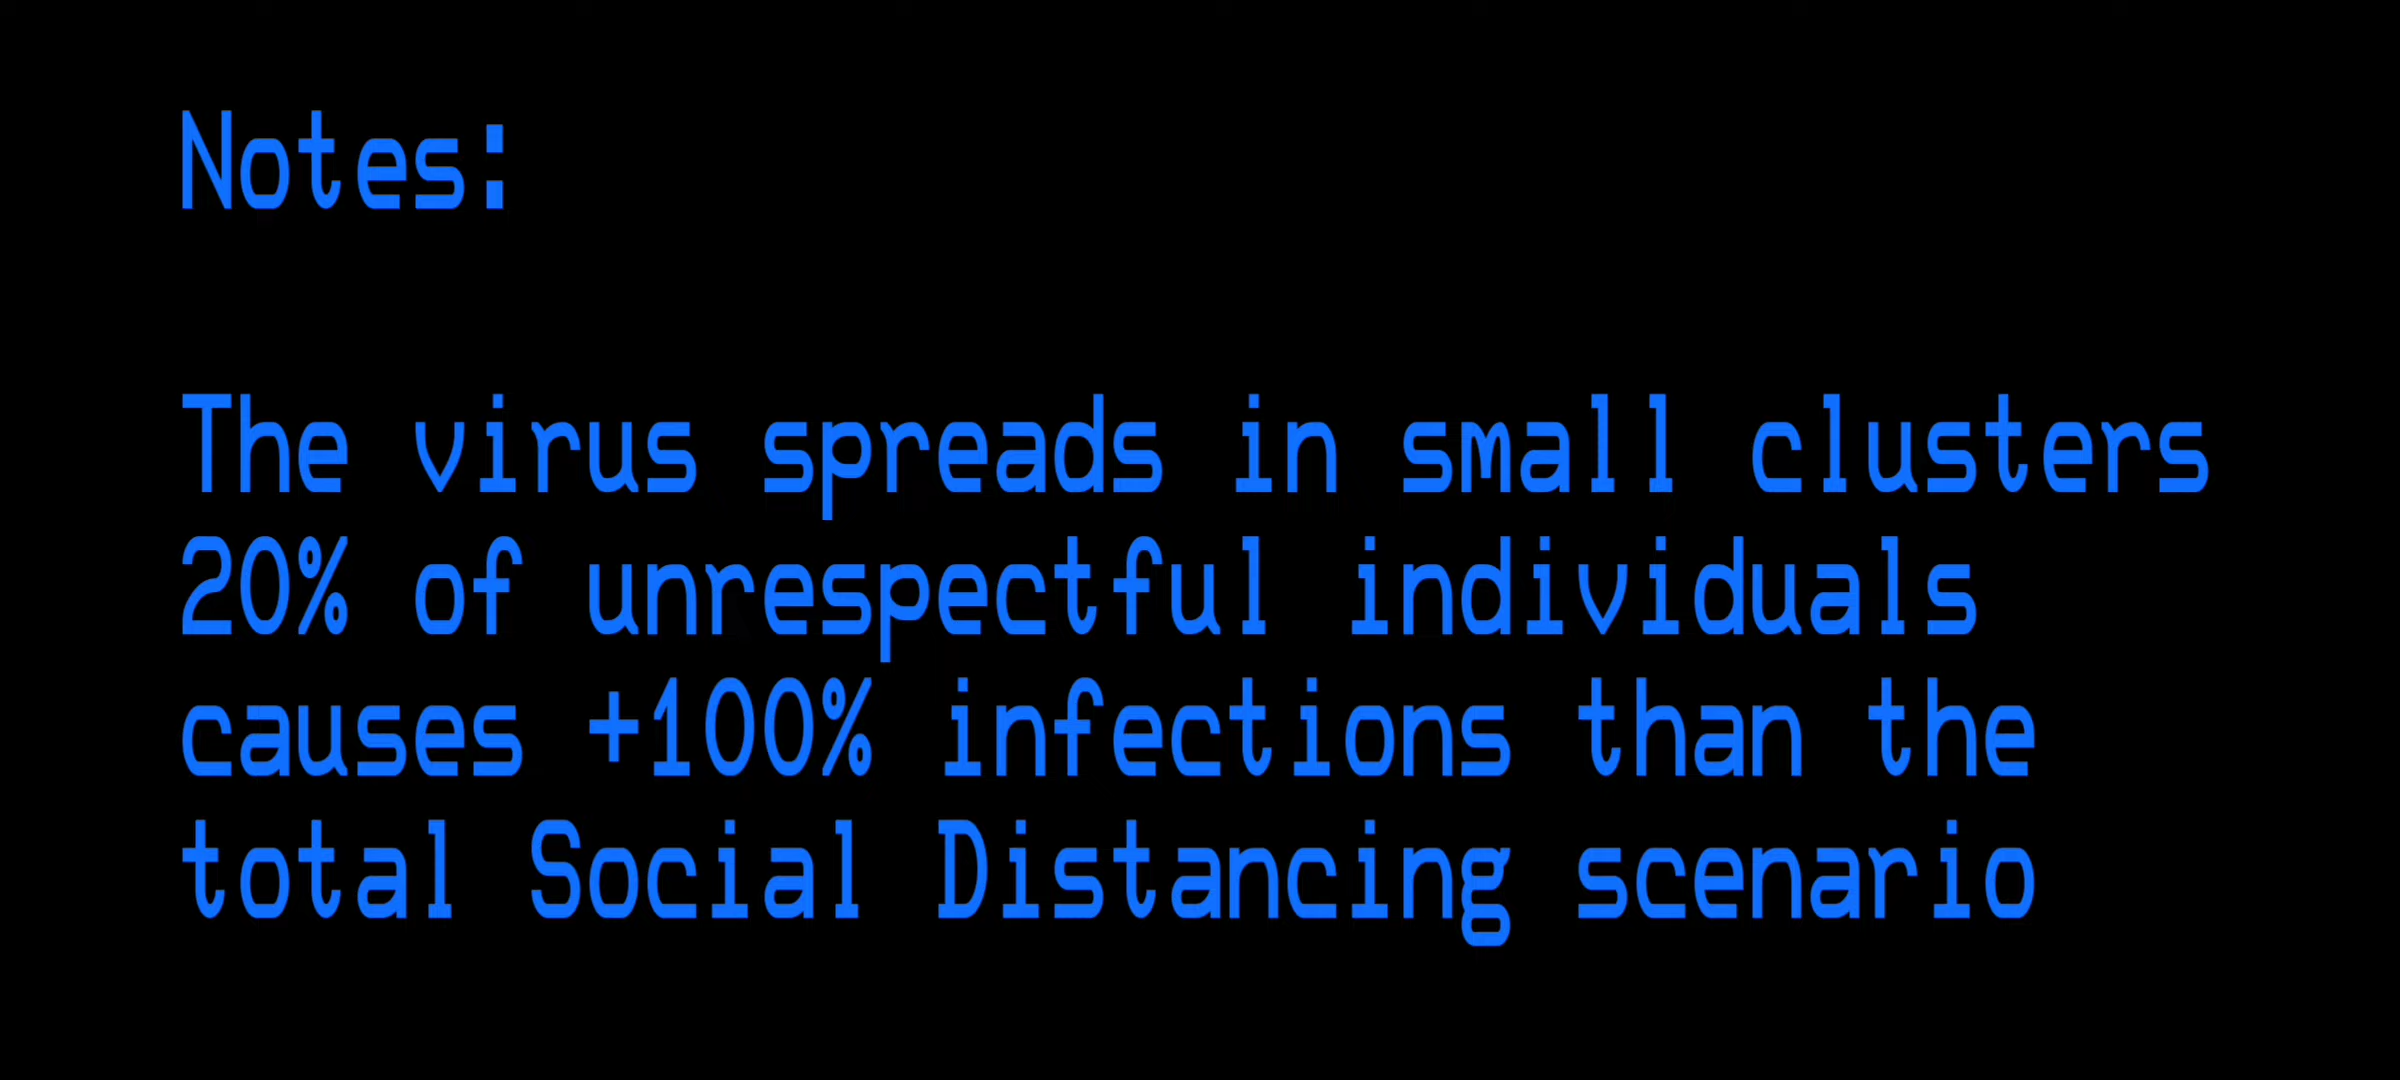 Notes:
The virus spreads in small clusters
20% of unrespectful individuals
causes +100% infections than the
total Social Distancing scenario